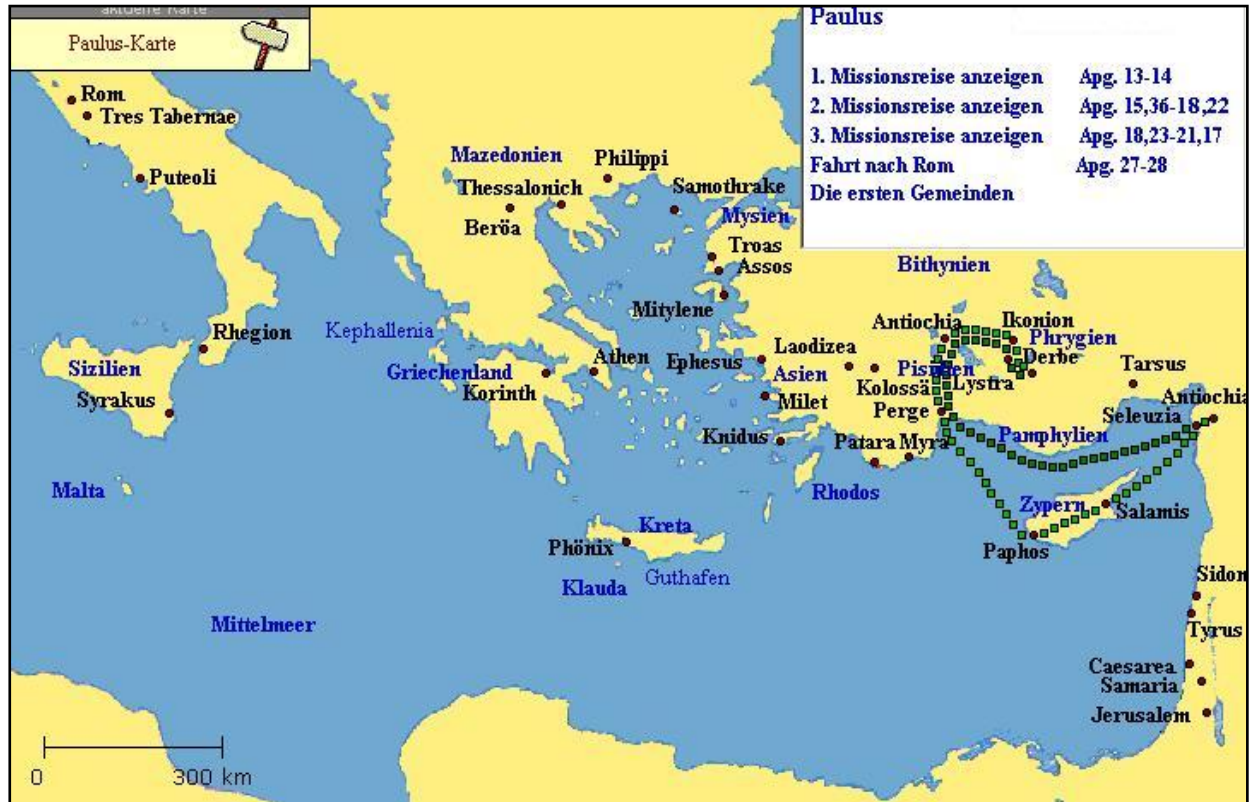 aktuelle Karte
Paulus-Karte
Paulus
1. Missionsreise anzeigen Apg. 13-14
2. Missionsreise anzeigen Apg. 15,36-18,22
3. Missionsreise anzeigen Apg. 18,23-21,17
Fahrt nach Rom Apg. 27-28
Die ersten Gemeinden
Rom
Tres Tabernae
Puteoli
Mazedonien
Philippi
Thessalonich
Samothrake
Beröa
Mysien
Troas
Assos
Bithynien
Mitylene
Rhegion
Kephallenia
Antiochia
Ikonion
Phrygien
Sizilien
Griechenland
Athen
Ephesus
Laodizea
Asien
Pisidien
Derbe
Tarsus
Syrakus
Korinth
Milet
Kolossä
Lystra
Antiochia
Perge
Seleuzia
Knidus
Patara
Myra
Pamphylien
Malta
Rhodos
Zypern
Salamis
Kreta
Phönix
Paphos
Klauda
Guthafen
Sidon
Mittelmeer
Tyrus
Caesarea
Samaria
Jerusalem
0 300 km